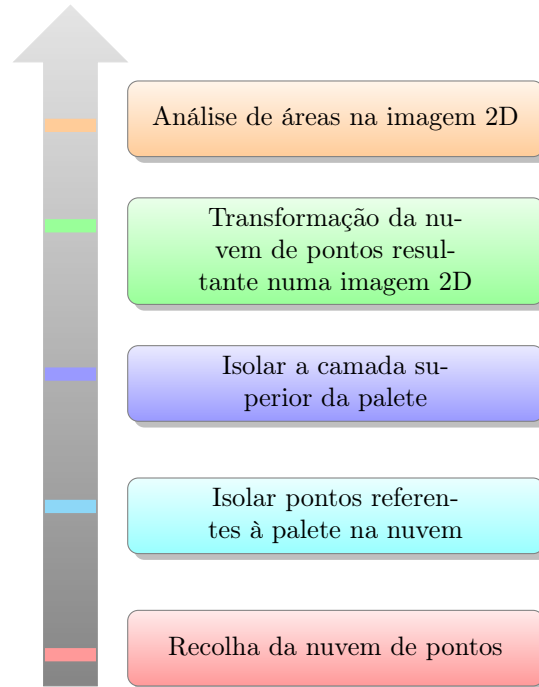 Análise de áreas na imagem 2D
Transformação da nu-
vem de pontos resul-
tante numa imagem 2D
Isolar a camada su-
perior da palete
Isolar pontos referen-
tes à palete na nuvem
Recolha da nuvem de pontos